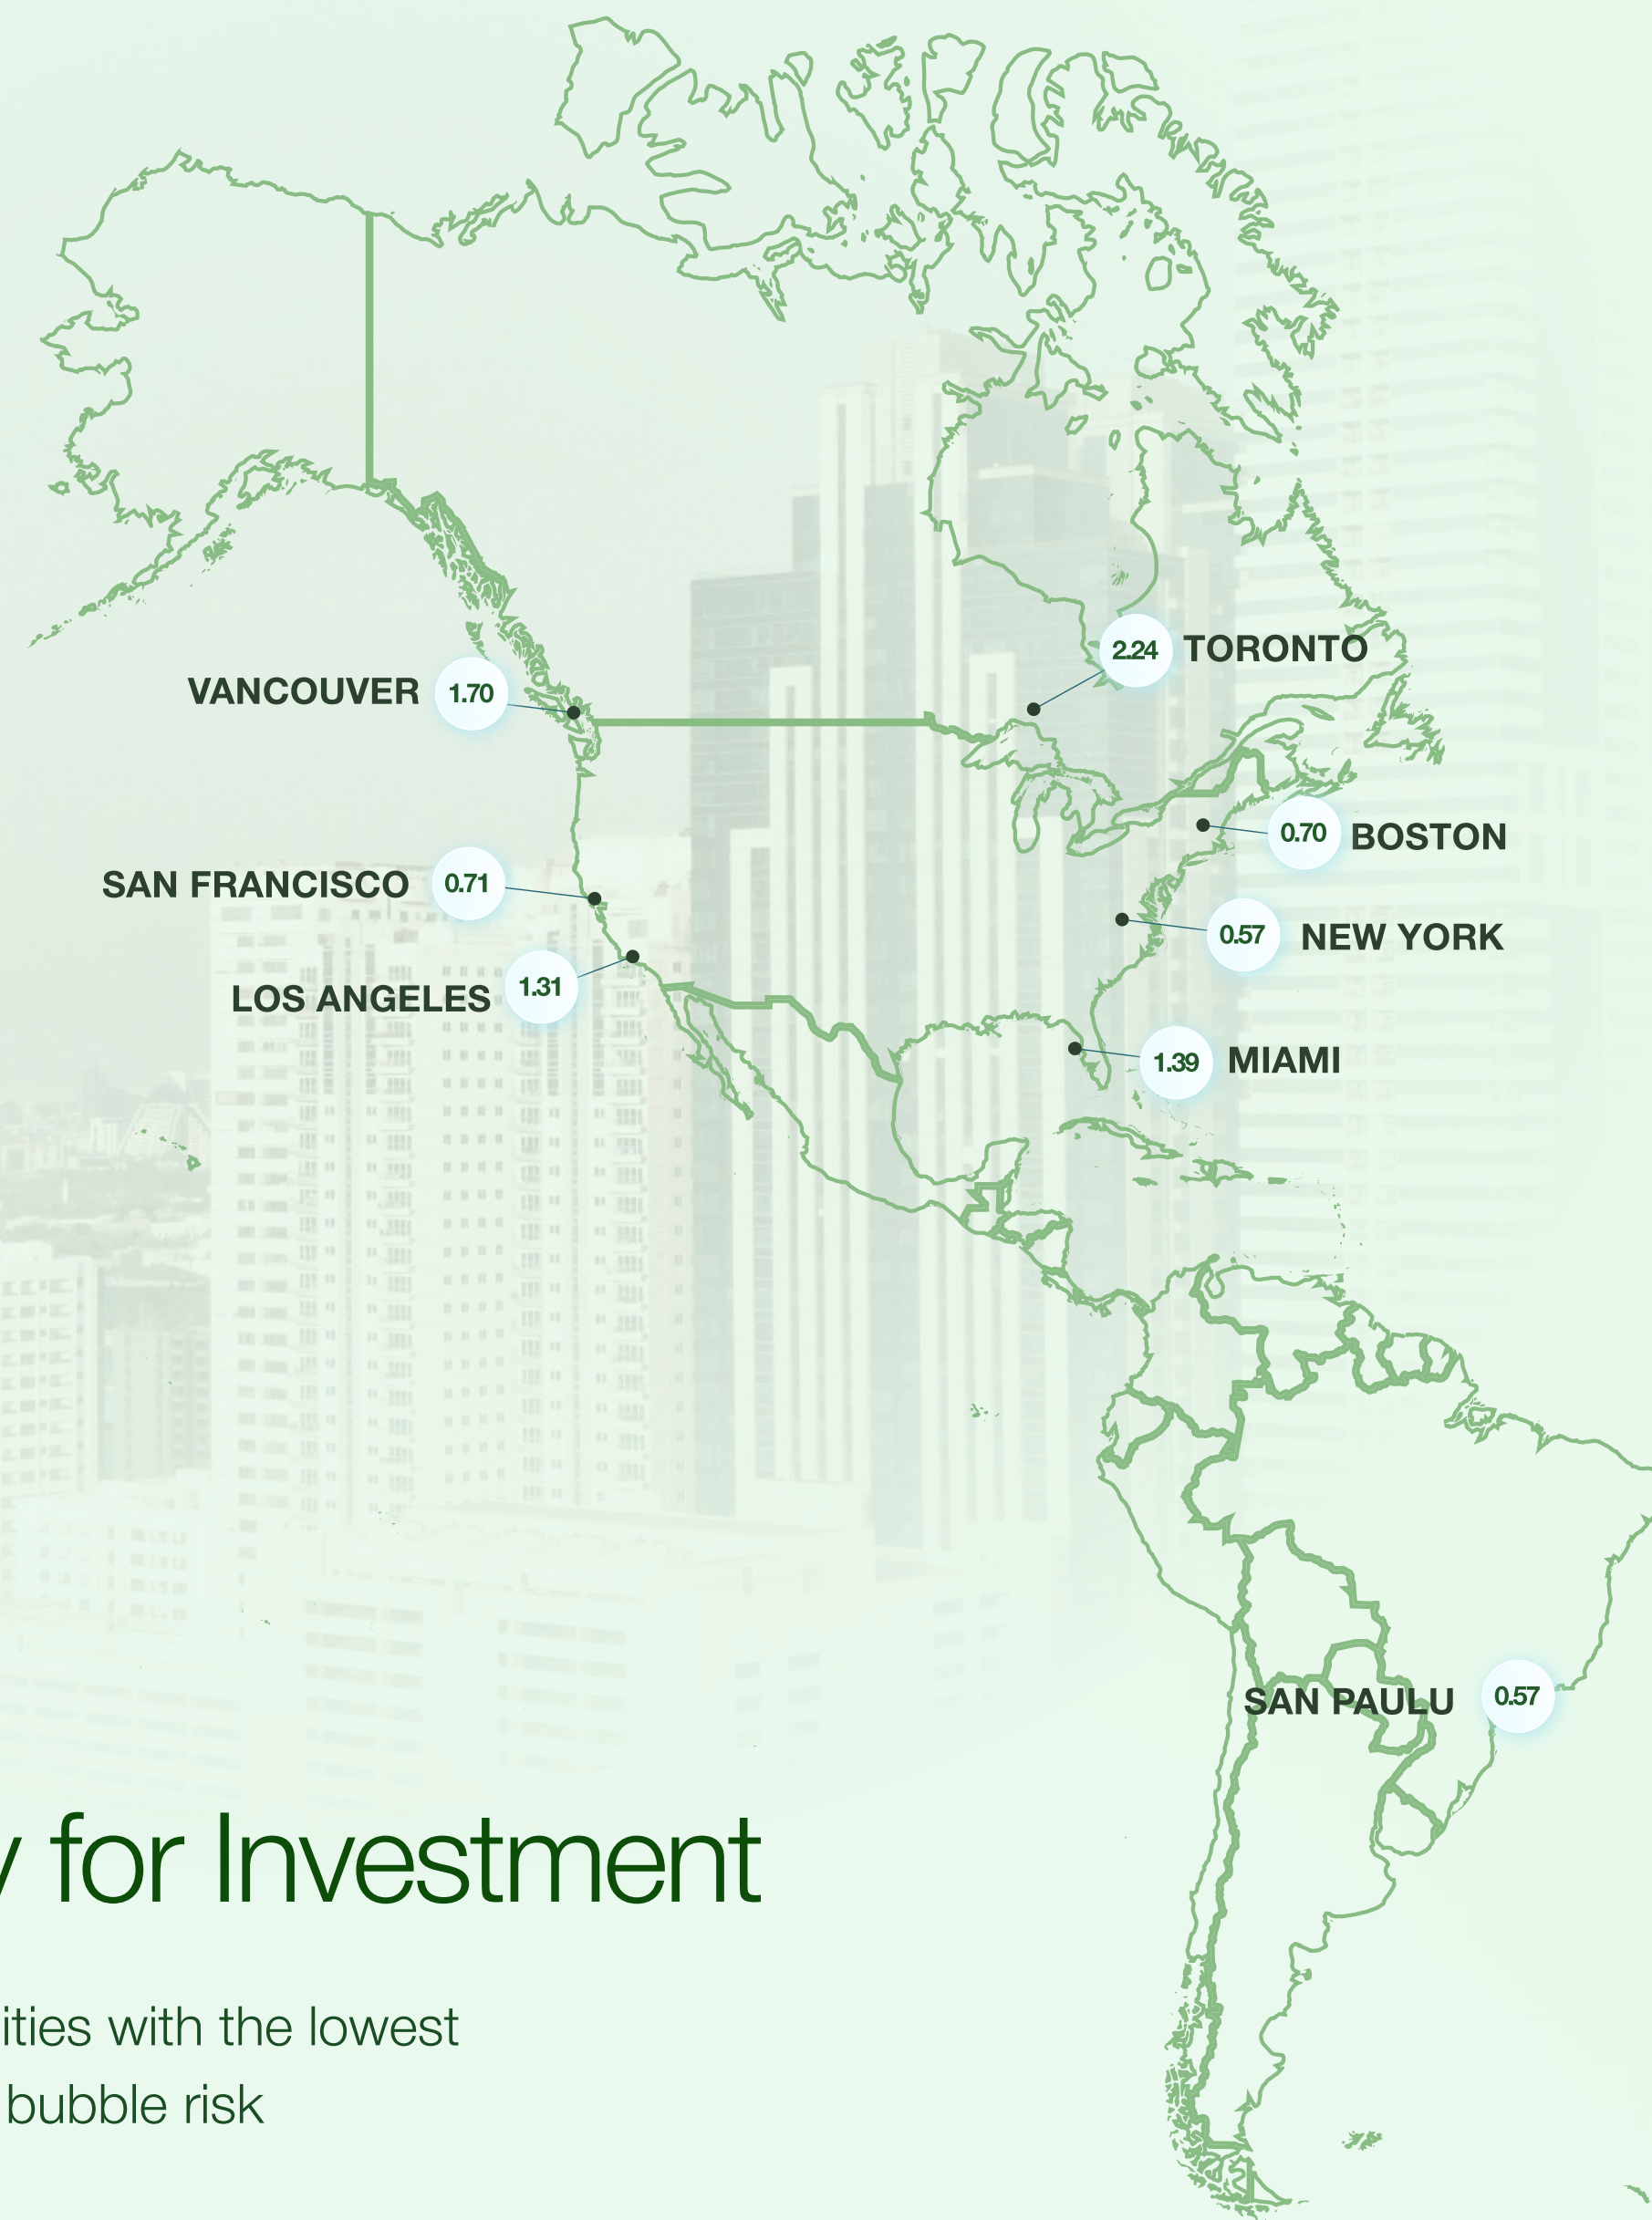 2.24 TORONTO
VANCOUVER 1.70
0.70 BOSTON
SAN FRANCISCO 0.71
0.57 NEW YORK
LOS ANGELES 1.31
1.39 MIAMI
SAN PAULU 0.57
for Investment
ities with the lowest
bubble risk